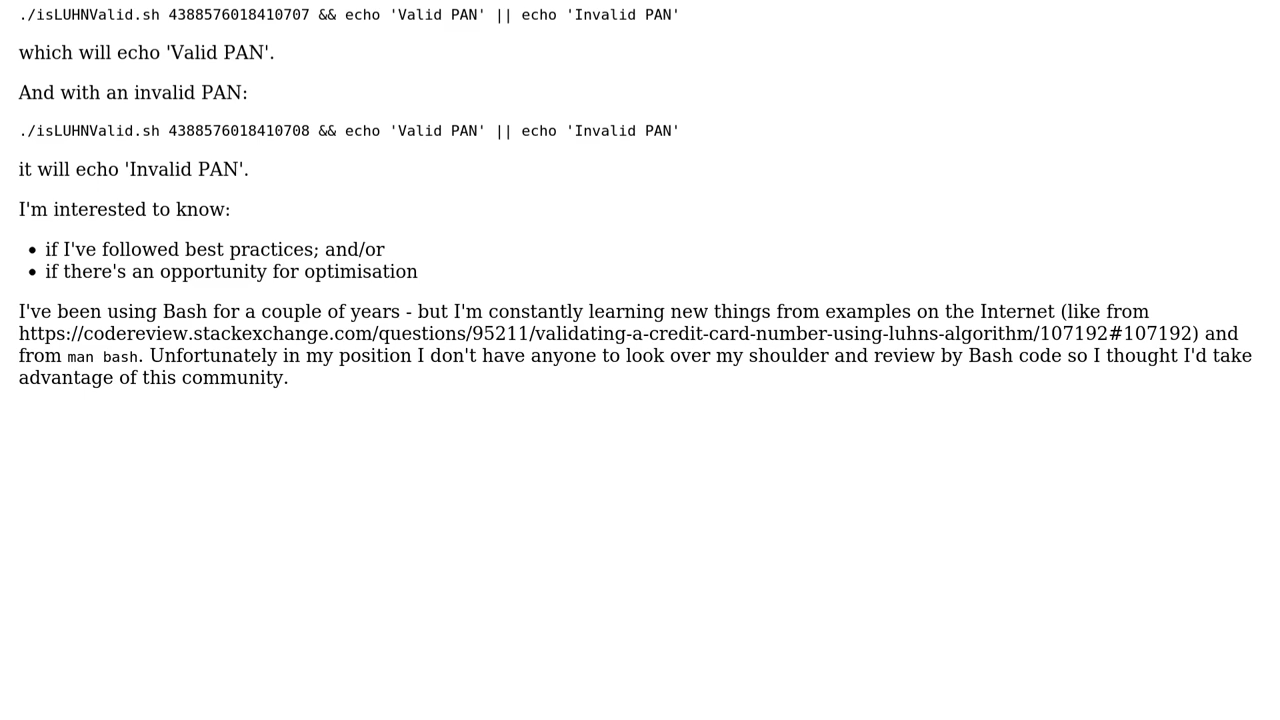 ./isLUHNValid.sh 4388576018410707 && echo 'Valid PAN' || echo 'Invalid PAN'
which will echo 'Valid PAN'.
And with an invalid PAN:
./isLUHNValid.sh 4388576018410708 && echo 'Valid PAN' || echo 'Invalid PAN'
it will echo 'Invalid PAN'.
I'm interested to know:
• if I've followed best practices; and/or
• if there's an opportunity for optimisation
I've been using Bash for a couple of years - but I'm constantly learning new things from examples on the Internet (like from
https://codereview.stackexchange.com/questions/95211/validating-a-credit-card-number-using-luhns-algorithm/107192#107192) and
from man bash. Unfortunately in my position I don't have anyone to look over my shoulder and review by Bash code so I thought I'd take
advantage of this community.